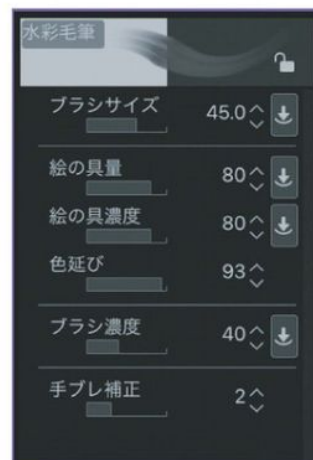 水彩毛筆
ブラシサイズ 45.0
絵の具量 80
絵の具濃度 80
色延び 93
ブラシ濃度 40
手ブレ補正 2